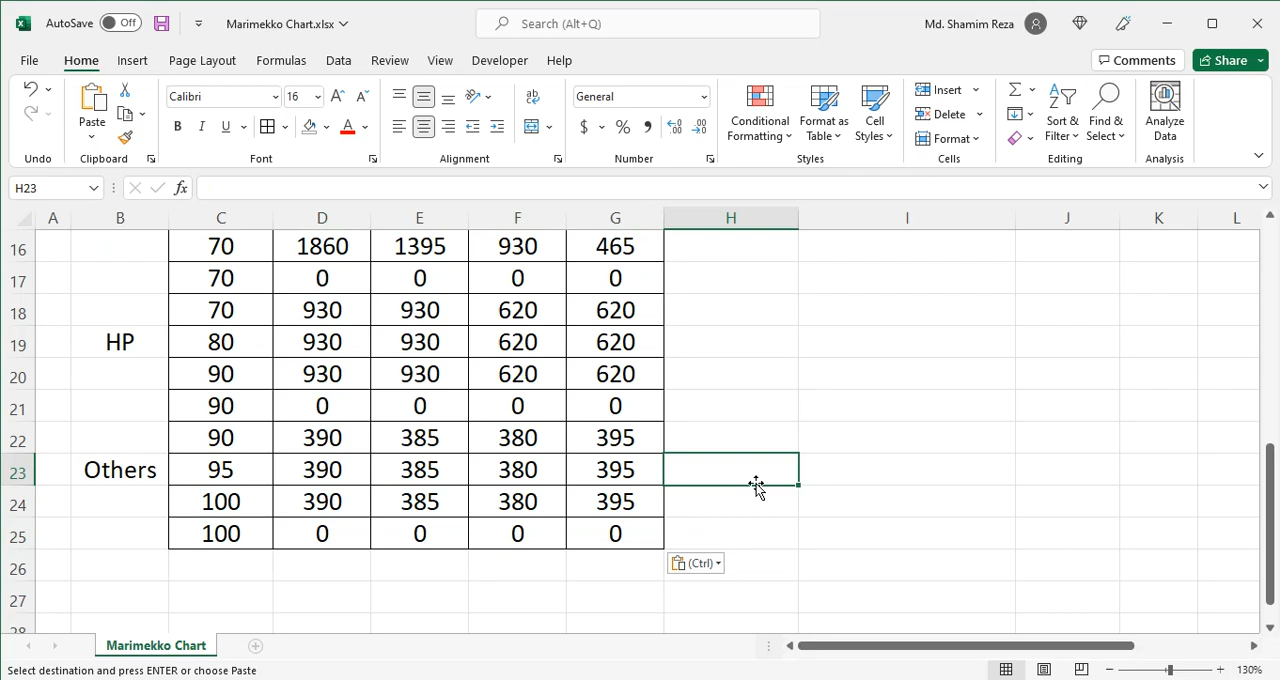 AutoSave Off Marimekko Chart.xlsx Search (Alt+Q) Md. Shamim Reza
File Home Insert Page Layout Formulas Data Review View Developer Help Comments Share
Paste Calibri 16 General Conditional Formatting Format as Table Cell Styles Insert Delete Format Sort & Filter Find & Select Analyze Data
B I U $ %
Undo Clipboard Font Alignment Number Styles Cells Editing Analysis
H23 fx
A B C D E F G H I J K L
16 70 1860 1395 930 465
17 70 0 0 0 0
18 70 930 930 620 620
19 HP 80 930 930 620 620
20 90 930 930 620 620
21 90 0 0 0 0
22 90 390 385 380 395
23 Others 95 390 385 380 395
24 100 390 385 380 395
25 100 0 0 0 0
26 (Ctrl)
27
28
Marimekko Chart
Select destination and press ENTER or choose Paste 130%